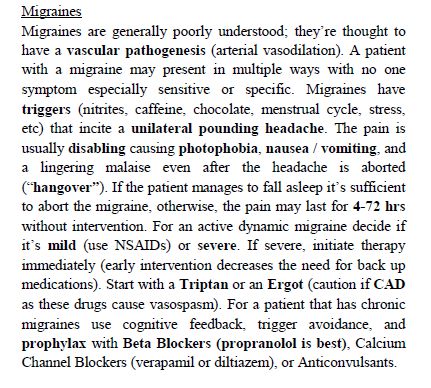 Migraines
Migraines are generally poorly understood; they're thought to
have a vascular pathogenesis (arterial vasodilation). A patient
with a migraine may present in multiple ways with no one
symptom especially sensitive or specific. Migraines have
triggers (nitrites, caffeine, chocolate, menstrual cycle, stress,
etc) that incite a unilateral pounding headache. The pain is
usually disabling causing photophobia, nausea / vomiting, and
a lingering malaise even after the headache is aborted
("hangover"). If the patient manages to fall asleep it's sufficient
to abort the migraine, otherwise, the pain may last for 4-72 hrs
without intervention. For an active dynamic migraine decide if
it's mild (use NSAIDs) or severe. If severe, initiate therapy
immediately (early intervention decreases the need for back up
medications). Start with a Triptan or an Ergot (caution if CAD
as these drugs cause vasospasm). For a patient that has chronic
migraines use cognitive feedback, trigger avoidance, and
prophylax with Beta Blockers (propranolol is best), Calcium
Channel Blockers (verapamil or diltiazem), or Anticonvulsants.